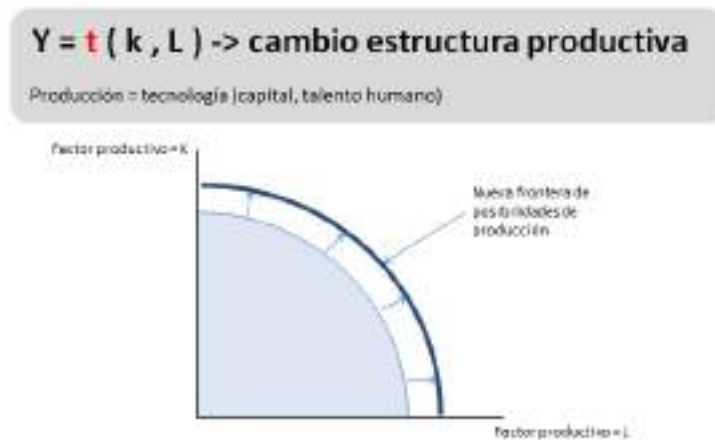 Y = t ( k , L ) -> cambio estructura productiva
Producción = tecnología (capital, talento humano)
Factor productivo = K
Nueva frontera de
posibilidades de
producción
Factor productivo = L